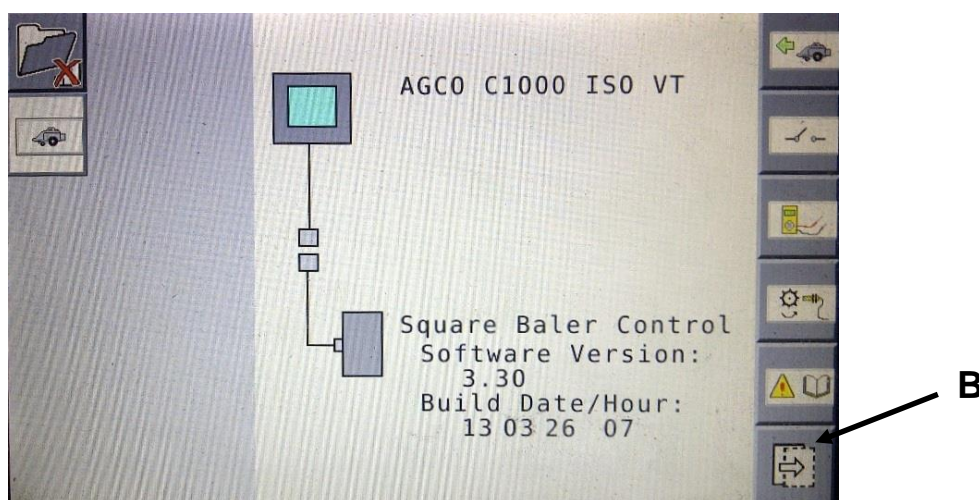 AGCO C1000 ISO VT
Square Baler Control
Software Version:
3.30
Build Date/Hour:
13 03 26 07
B